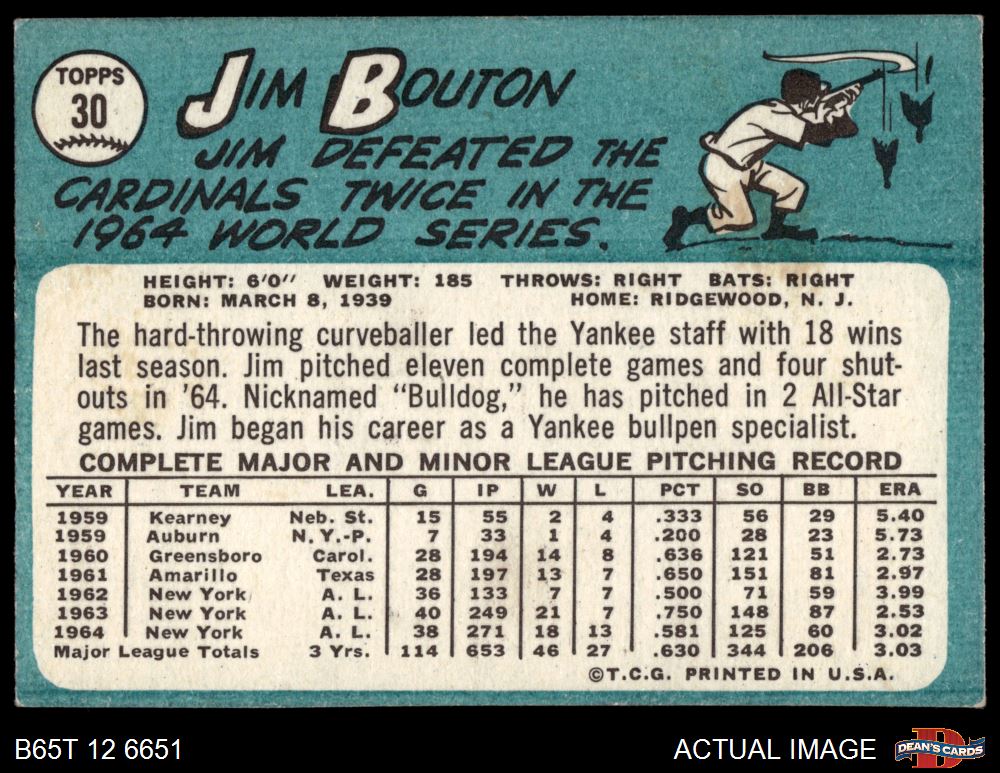 TOPPS
30
JIM BOUTON
JIM DEFEATED THE
CARDINALS TWICE IN THE
1964 WORLD SERIES.
HEIGHT: 6'0" WEIGHT: 185 THROWS: RIGHT BATS: RIGHT
BORN: MARCH 8, 1939 HOME: RIDGEWOOD, N. J.
The hard-throwing curveballer led the Yankee staff with 18 wins
last season. Jim pitched eleven complete games and four shut-
outs in '64. Nicknamed "Bulldog," he has pitched in 2 All-Star
games. Jim began his career as a Yankee bullpen specialist.
COMPLETE MAJOR AND MINOR LEAGUE PITCHING RECORD
YEAR TEAM LEA. G IP W L PCT SO BB ERA
1959 Kearney Neb. St. 15 55 2 4 .333 56 29 5.40
1959 Auburn N.Y.-P. 7 33 1 4 .200 28 23 5.73
1960 Greensboro Carol. 28 194 14 8 .636 121 51 2.73
1961 Amarillo Texas 28 197 13 7 .650 151 81 2.97
1962 New York A. L. 36 133 7 7 .500 71 59 3.99
1963 New York A. L. 40 249 21 7 .750 148 87 2.53
1964 New York A. L. 38 271 18 13 .581 125 60 3.02
Major League Totals 3 Yrs. 114 653 46 27 .630 344 206 3.03
©T.C.G. PRINTED IN U.S.A.
B65T 12 6651 ACTUAL IMAGE DEAN'S CARDS